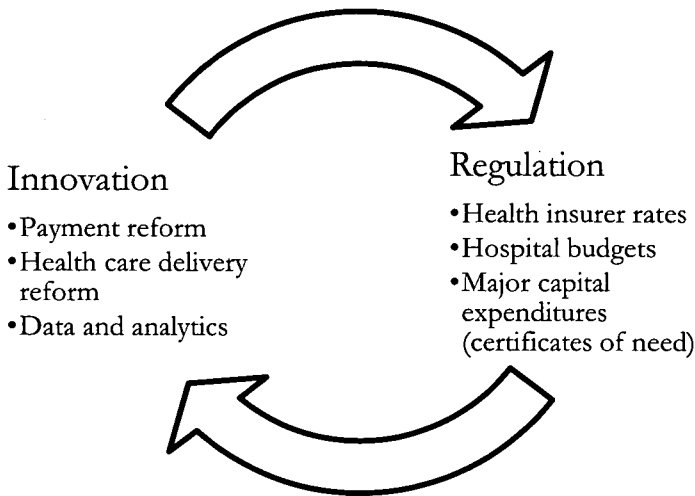 Innovation
•Payment reform
•Health care delivery
reform
•Data and analytics
Regulation
•Health insurer rates
•Hospital budgets
•Major capital
expenditures
(certificates of need)